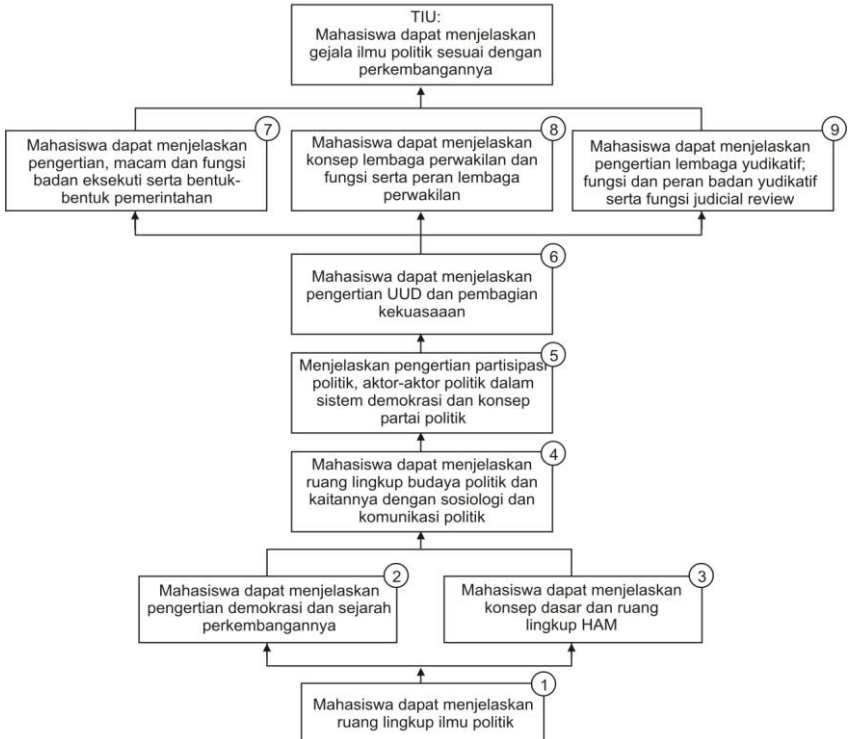 TIU:
Mahasiswa dapat menjelaskan
gejala ilmu politik sesuai dengan
perkembangannya
7
Mahasiswa dapat menjelaskan
pengertian, macam dan fungsi
badan eksekuti serta bentuk-
bentuk pemerintahan
8
Mahasiswa dapat menjelaskan
konsep lembaga perwakilan dan
fungsi serta peran lembaga
perwakilan
9
Mahasiswa dapat menjelaskan
pengertian lembaga yudikatif;
fungsi dan peran badan yudikatif
serta fungsi judicial review
6
Mahasiswa dapat menjelaskan
pengertian UUD dan pembagian
kekuasaaan
5
Menjelaskan pengertian partisipasi
politik, aktor-aktor politik dalam
sistem demokrasi dan konsep
partai politik
4
Mahasiswa dapat menjelaskan
ruang lingkup budaya politik dan
kaitannya dengan sosiologi dan
komunikasi politik
2
Mahasiswa dapat menjelaskan
pengertian demokrasi dan sejarah
perkembangannya
3
Mahasiswa dapat menjelaskan
konsep dasar dan ruang
lingkup HAM
1
Mahasiswa dapat menjelaskan
ruang lingkup ilmu politik